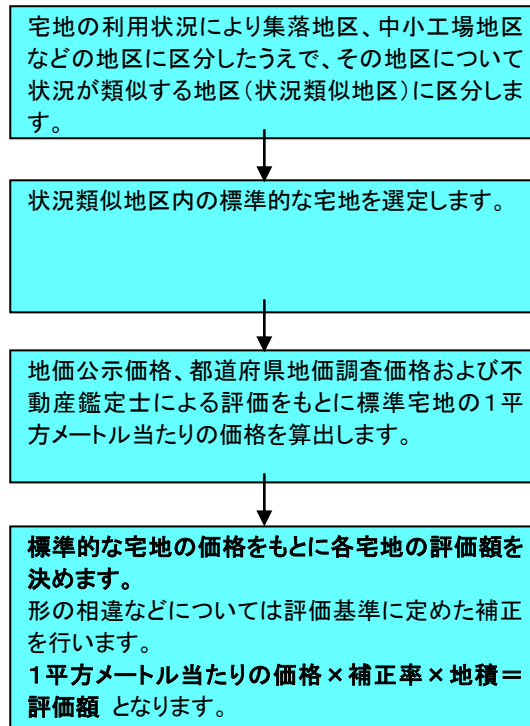 宅地の利用状況により集落地区、中小工場地区
などの地区に区分したうえで、その地区について
状況が類似する地区(状況類似地区)に区分しま
す。
状況類似地区内の標準的な宅地を選定します。
地価公示価格、都道府県地価調査価格および不
動産鑑定士による評価をもとに標準宅地の1平
方メートル当たりの価格を算出します。
標準的な宅地の価格をもとに各宅地の評価額を
決めます。
形の相違などについては評価基準に定めた補正
を行います。
1平方メートル当たりの価格×補正率×地積=
評価額 となります。